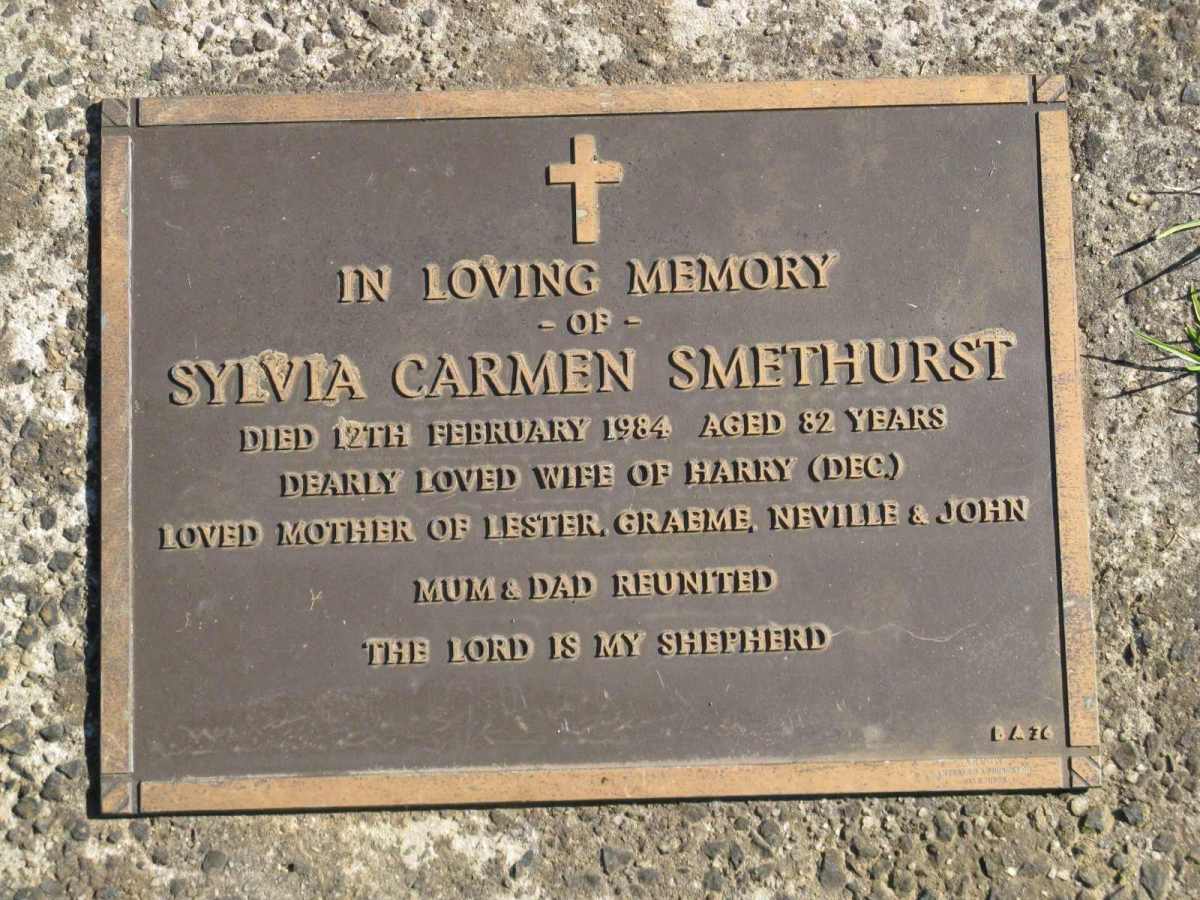 IN LOVING MEMORY
- OF -
SYLVIA CARMEN SMETHURST
DIED 12TH FEBRUARY 1984 AGED 82 YEARS
DEARLY LOVED WIFE OF HARRY (DEC.)
LOVED MOTHER OF LESTER, GRAEME, NEVILLE & JOHN
MUM & DAD REUNITED
THE LORD IS MY SHEPHERD
B A 76